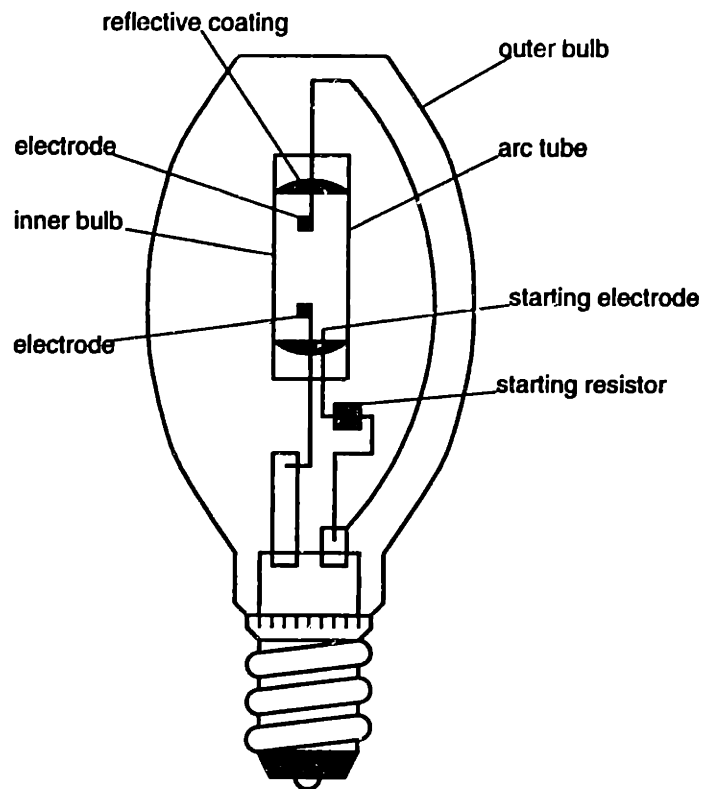 reflective coating
outer bulb
electrode
arc tube
inner bulb
starting electrode
electrode
starting resistor